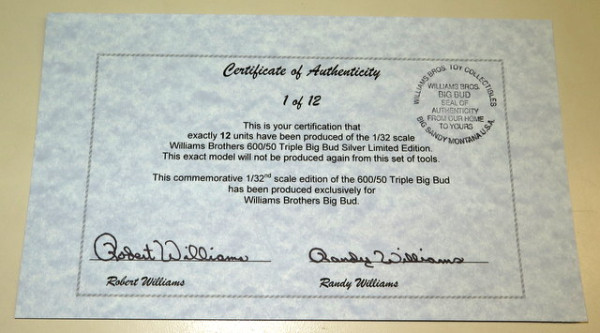 Certificate of Authenticity
1 of 12
WILLIAMS BROS. TOY COLLECTIBLES
WILLIAMS BROS.
BIG BUD
SEAL OF
AUTHENTICITY
FROM OUR HOME
TO YOURS
BIG SANDY MONTANA U.S.A.
This is your certification that
exactly 12 units have been produced of the 1/32 scale
Williams Brothers 600/50 Triple Big Bud Silver Limited Edition.
This exact model will not be produced again from this set of tools.
This commemorative 1/32nd scale edition of the 600/50 Triple Big Bud
has been produced exclusively for
Williams Brothers Big Bud.
Robert Williams
Randy Williams
Robert Williams
Randy Williams